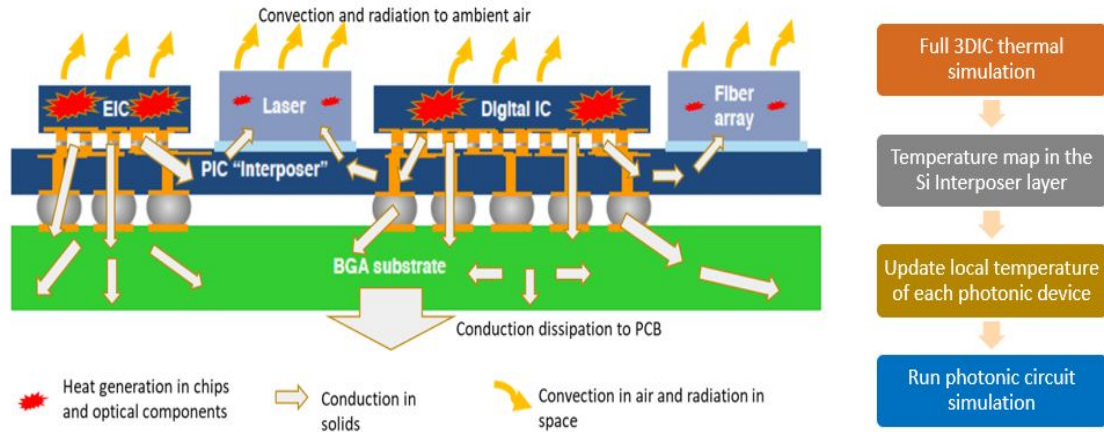 Convection and radiation to ambient air
EIC
Laser
Digital IC
Fiber
array
PIC "Interposer"
BGA substrate
Conduction dissipation to PCB
Heat generation in chips
and optical components
Conduction in
solids
Convection in air and radiation in
space
Full 3DIC thermal
simulation
Temperature map in the
Si Interposer layer
Update local temperature
of each photonic device
Run photonic circuit
simulation